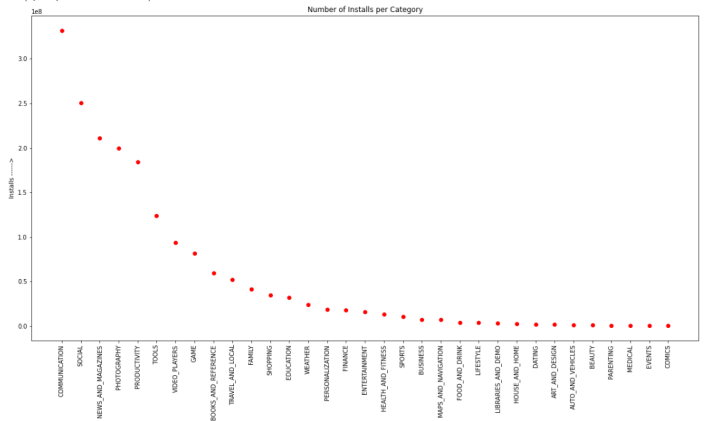 Number of Installs per Category
1e8
3.0
2.5
2.0
1.5
1.0
0.5
0.0
Installs ------>
COMMUNICATION
SOCIAL
NEWS_AND_MAGAZINES
PHOTOGRAPHY
PRODUCTIVITY
TOOLS
VIDEO_PLAYERS
GAME
BOOKS_AND_REFERENCE
TRAVEL_AND_LOCAL
FAMILY
SHOPPING
EDUCATION
WEATHER
PERSONALIZATION
FINANCE
ENTERTAINMENT
HEALTH_AND_FITNESS
SPORTS
BUSINESS
MAPS_AND_NAVIGATION
FOOD_AND_DRINK
LIFESTYLE
LIBRARIES_AND_DEMO
HOUSE_AND_HOME
DATING
ART_AND_DESIGN
AUTO_AND_VEHICLES
BEAUTY
PARENTING
MEDICAL
EVENTS
COMICS